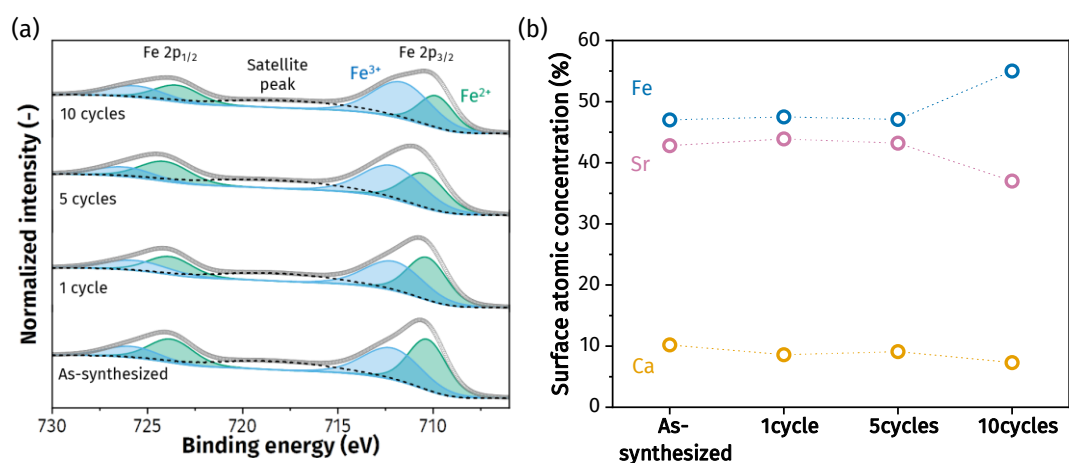 (a)
Fe 2p1/2
Fe 2p3/2
Satellite
peak
Fe3+
Fe2+
10 cycles
5 cycles
1 cycle
As-synthesized
Normalized intensity (-)
730
725
720
715
710
Binding energy (eV)
(b)
60
50
40
30
20
10
0
Surface atomic concentration (%)
Fe
Sr
Ca
As-
synthesized
1cycle
5cycles
10cycles